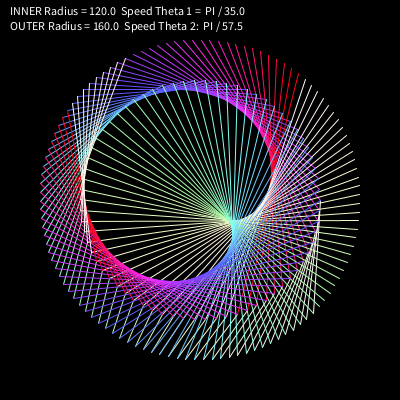 INNER Radius = 120.0 Speed Theta 1 = PI / 35.0
OUTER Radius = 160.0 Speed Theta 2: PI / 57.5